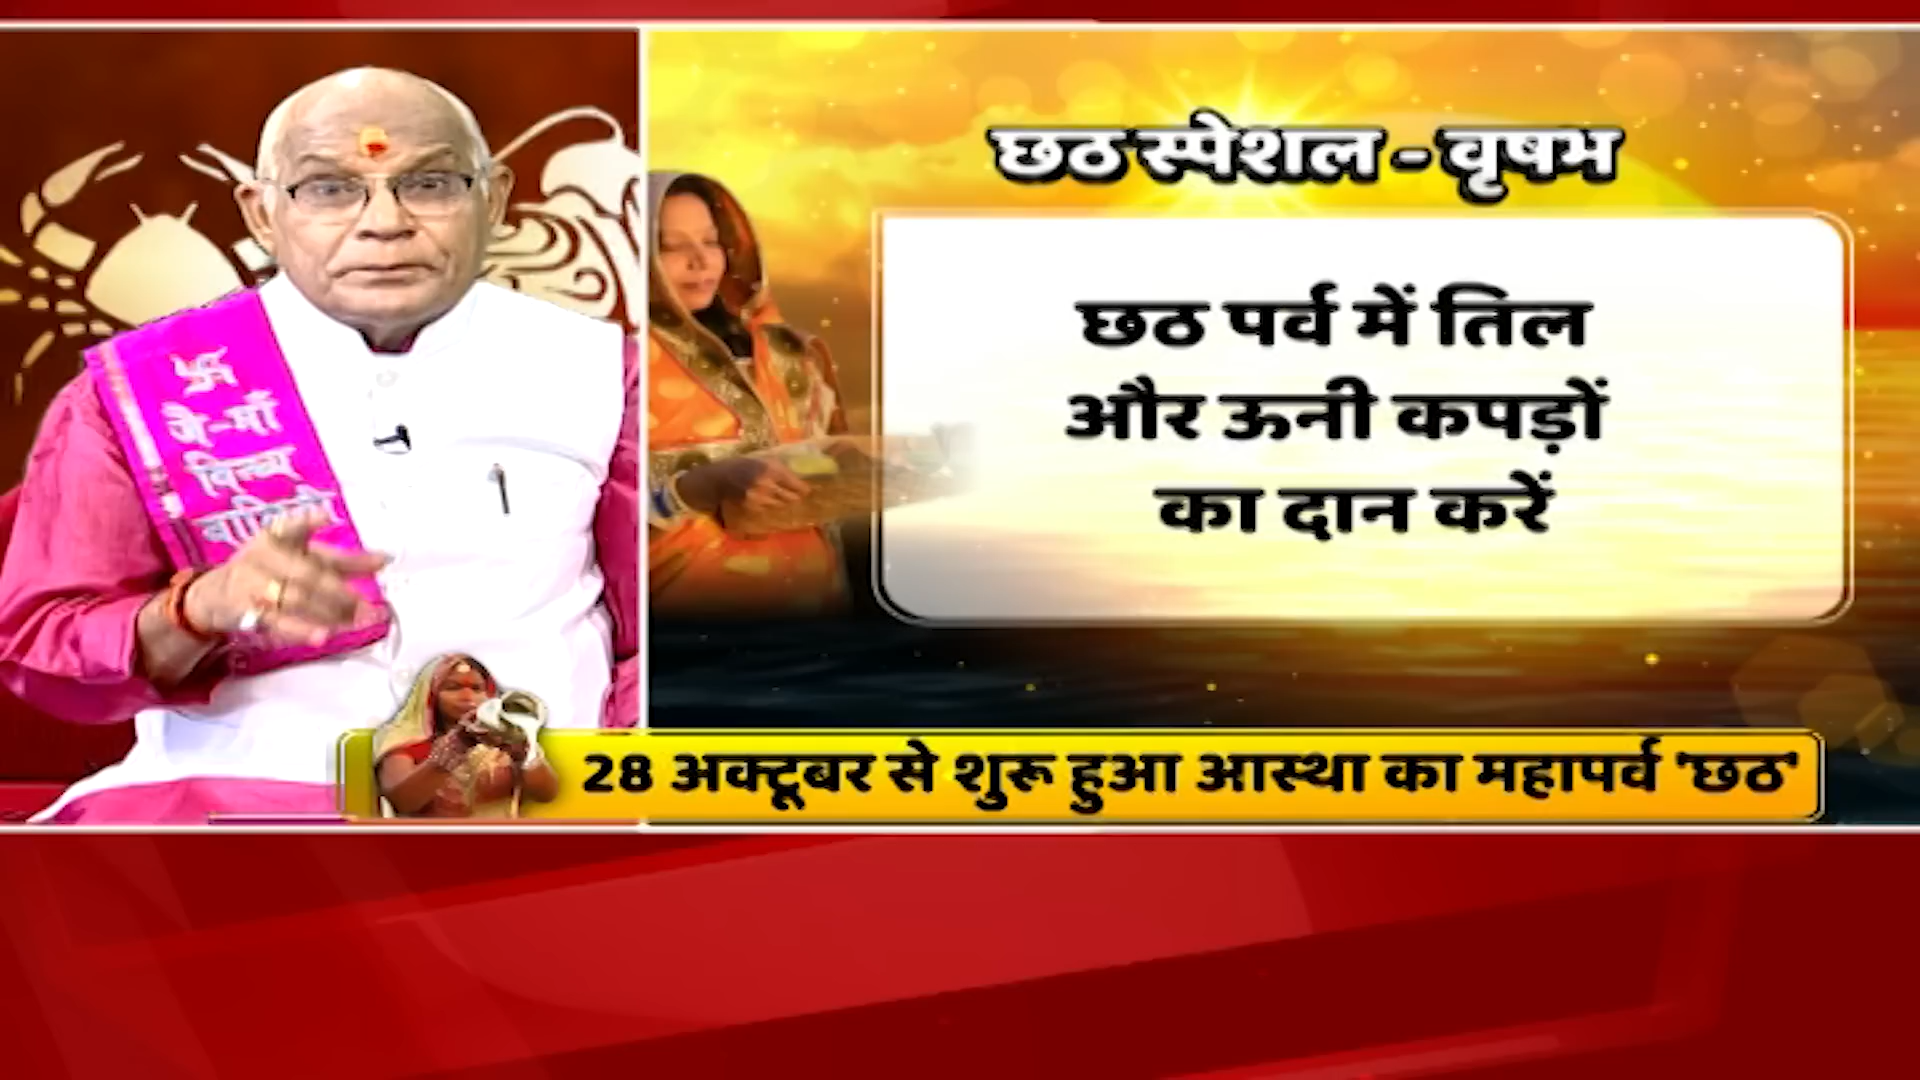 छठ स्पेशल - वृषभ
छठ पर्व में तिल
और ऊनी कपड़ों
का दान करें
28 अक्टूबर से शुरू हुआ आस्था का महापर्व 'छठ'
जै-माँ
विन्ध्य